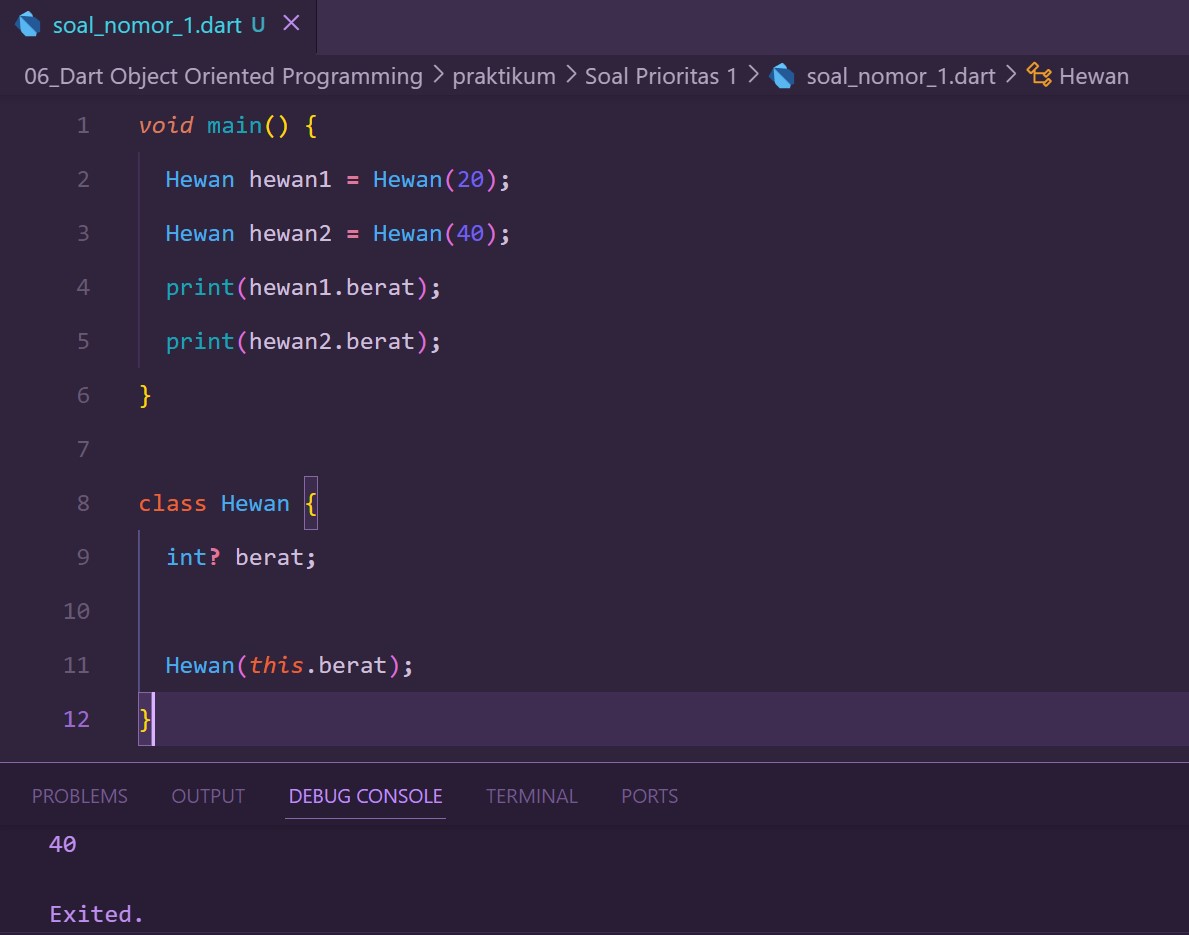 soal_nomor_1.dart U
06_Dart Object Oriented Programming > praktikum > Soal Prioritas 1 > soal_nomor_1.dart > Hewan
1 void main() {
2 Hewan hewan1 = Hewan(20);
3 Hewan hewan2 = Hewan(40);
4 print(hewan1.berat);
5 print(hewan2.berat);
6 }
7
8 class Hewan {
9 int? berat;
10
11 Hewan(this.berat);
12 }
PROBLEMS OUTPUT DEBUG CONSOLE TERMINAL PORTS
40
Exited.